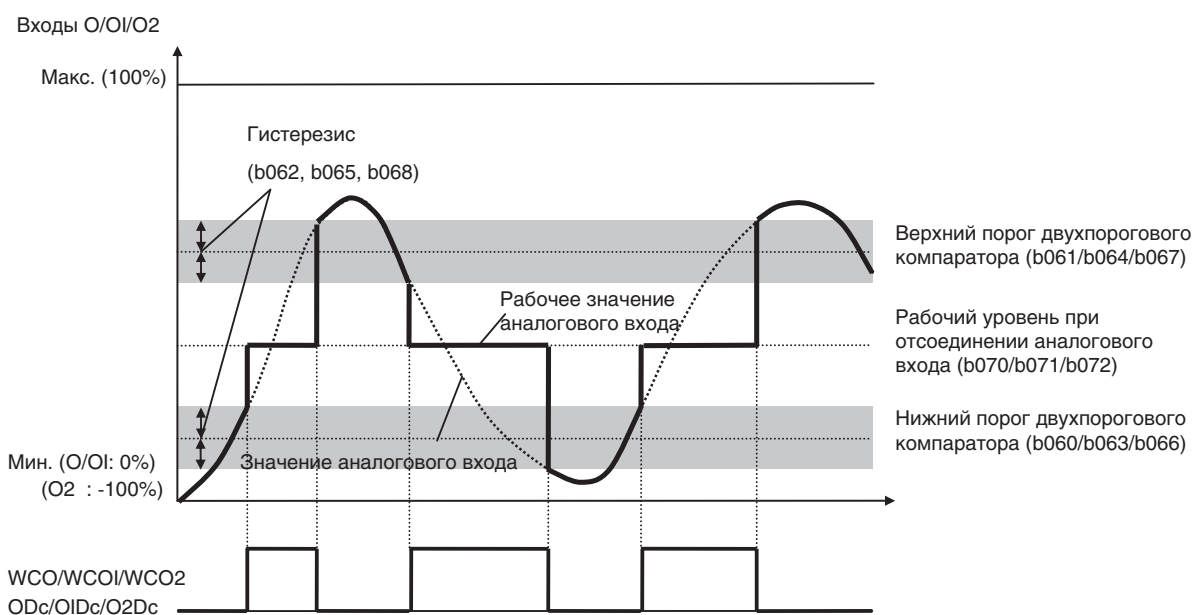 Входы O/OI/O2
Макс. (100%)
Гистерезис
(b062, b065, b068)
Верхний порог двухпорогового
компаратора (b061/b064/b067)
Рабочее значение
аналогового входа
Рабочий уровень при
отсоединении аналогового
входа (b070/b071/b072)
Нижний порог двухпорогового
компаратора (b060/b063/b066)
Значение аналогового входа
Мин. (O/OI: 0%)
(O2 : -100%)
WCO/WCOI/WCO2
ODc/OIDc/O2Dc